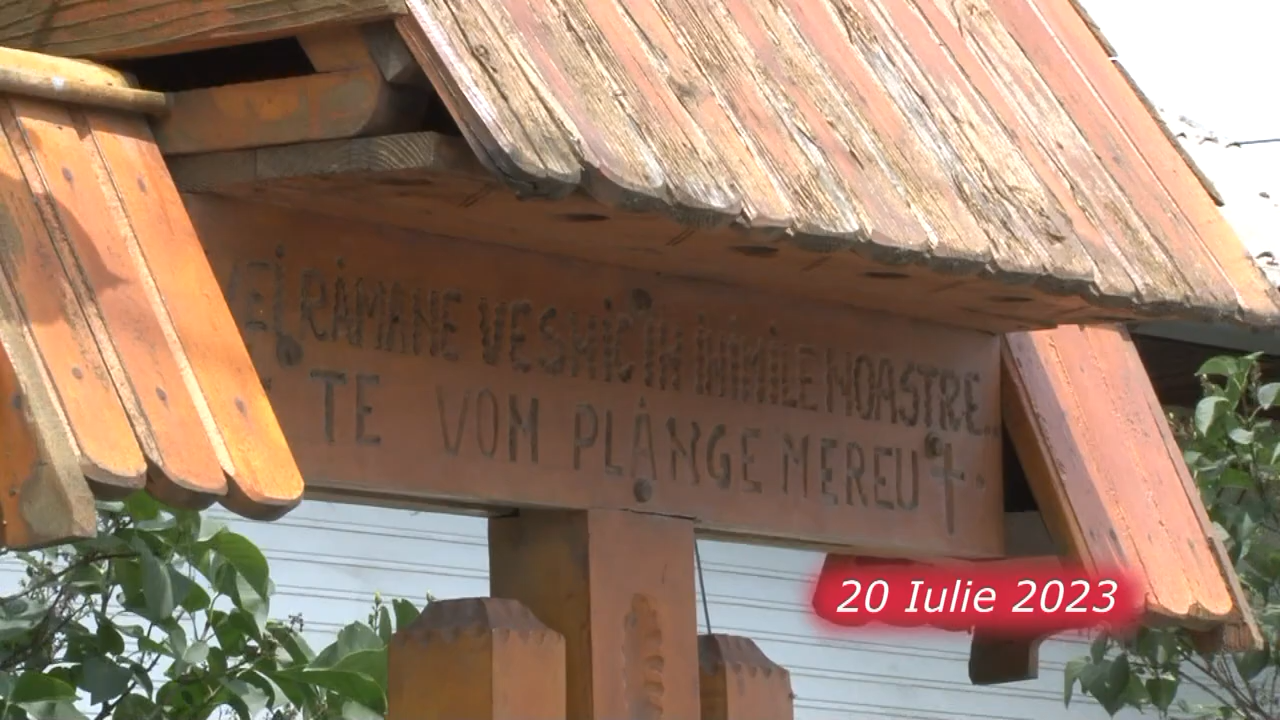 RĂMÂNE VEȘNIC ÎN INIMILE NOASTRE...
TE VOM PLÂNGE MEREU †.
20 Iulie 2023